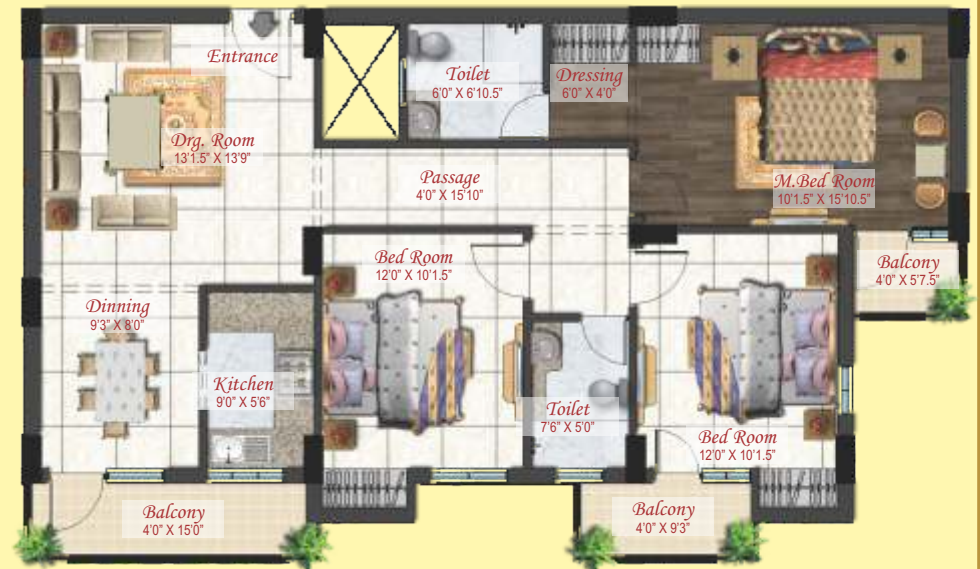 Entrance
Toilet
6'0" X 6'10.5"
Dressing
6'0" X 4'0"
Drg. Room
13'1.5" X 13'9"
Passage
4'0" X 15'10"
M.Bed Room
10'1.5" X 15'10.5"
Bed Room
12'0" X 10'1.5"
Balcony
4'0" X 5'7.5"
Dinning
9'3" X 8'0"
Kitchen
9'0" X 5'6"
Toilet
7'6" X 5'0"
Bed Room
12'0" X 10'1.5"
Balcony
4'0" X 15'0"
Balcony
4'0" X 9'3"